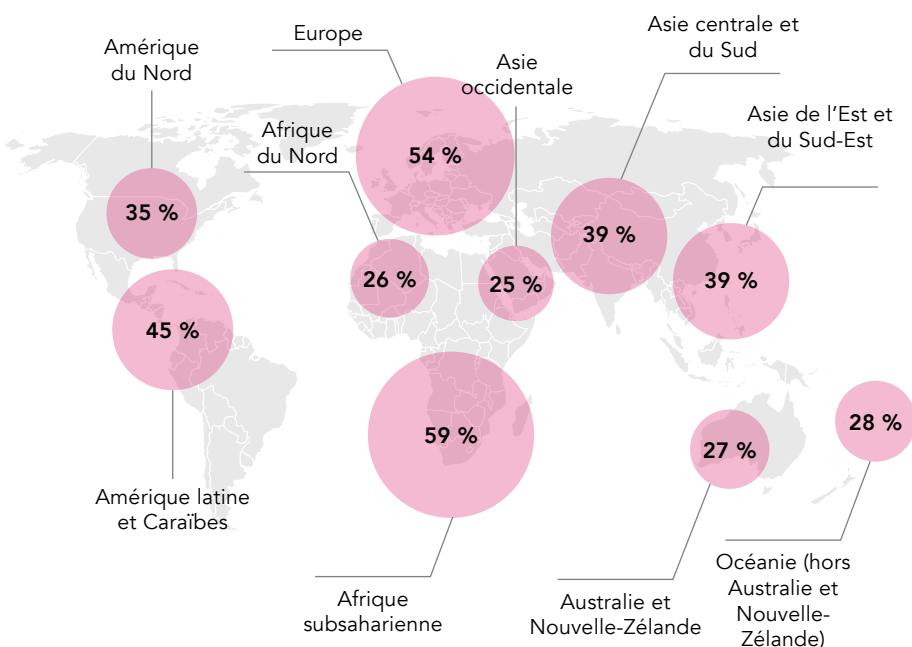 Amérique
du Nord
Europe
Asie
occidentale
Asie centrale et
du Sud
Asie de l'Est et
du Sud-Est
Afrique
du Nord
54 %
35 %
39 %
26 %
25 %
39 %
45 %
59 %
27 %
28 %
Amérique latine
et Caraïbes
Afrique
subsaharienne
Australie et
Nouvelle-Zélande
Océanie (hors
Australie et
Nouvelle-
Zélande)